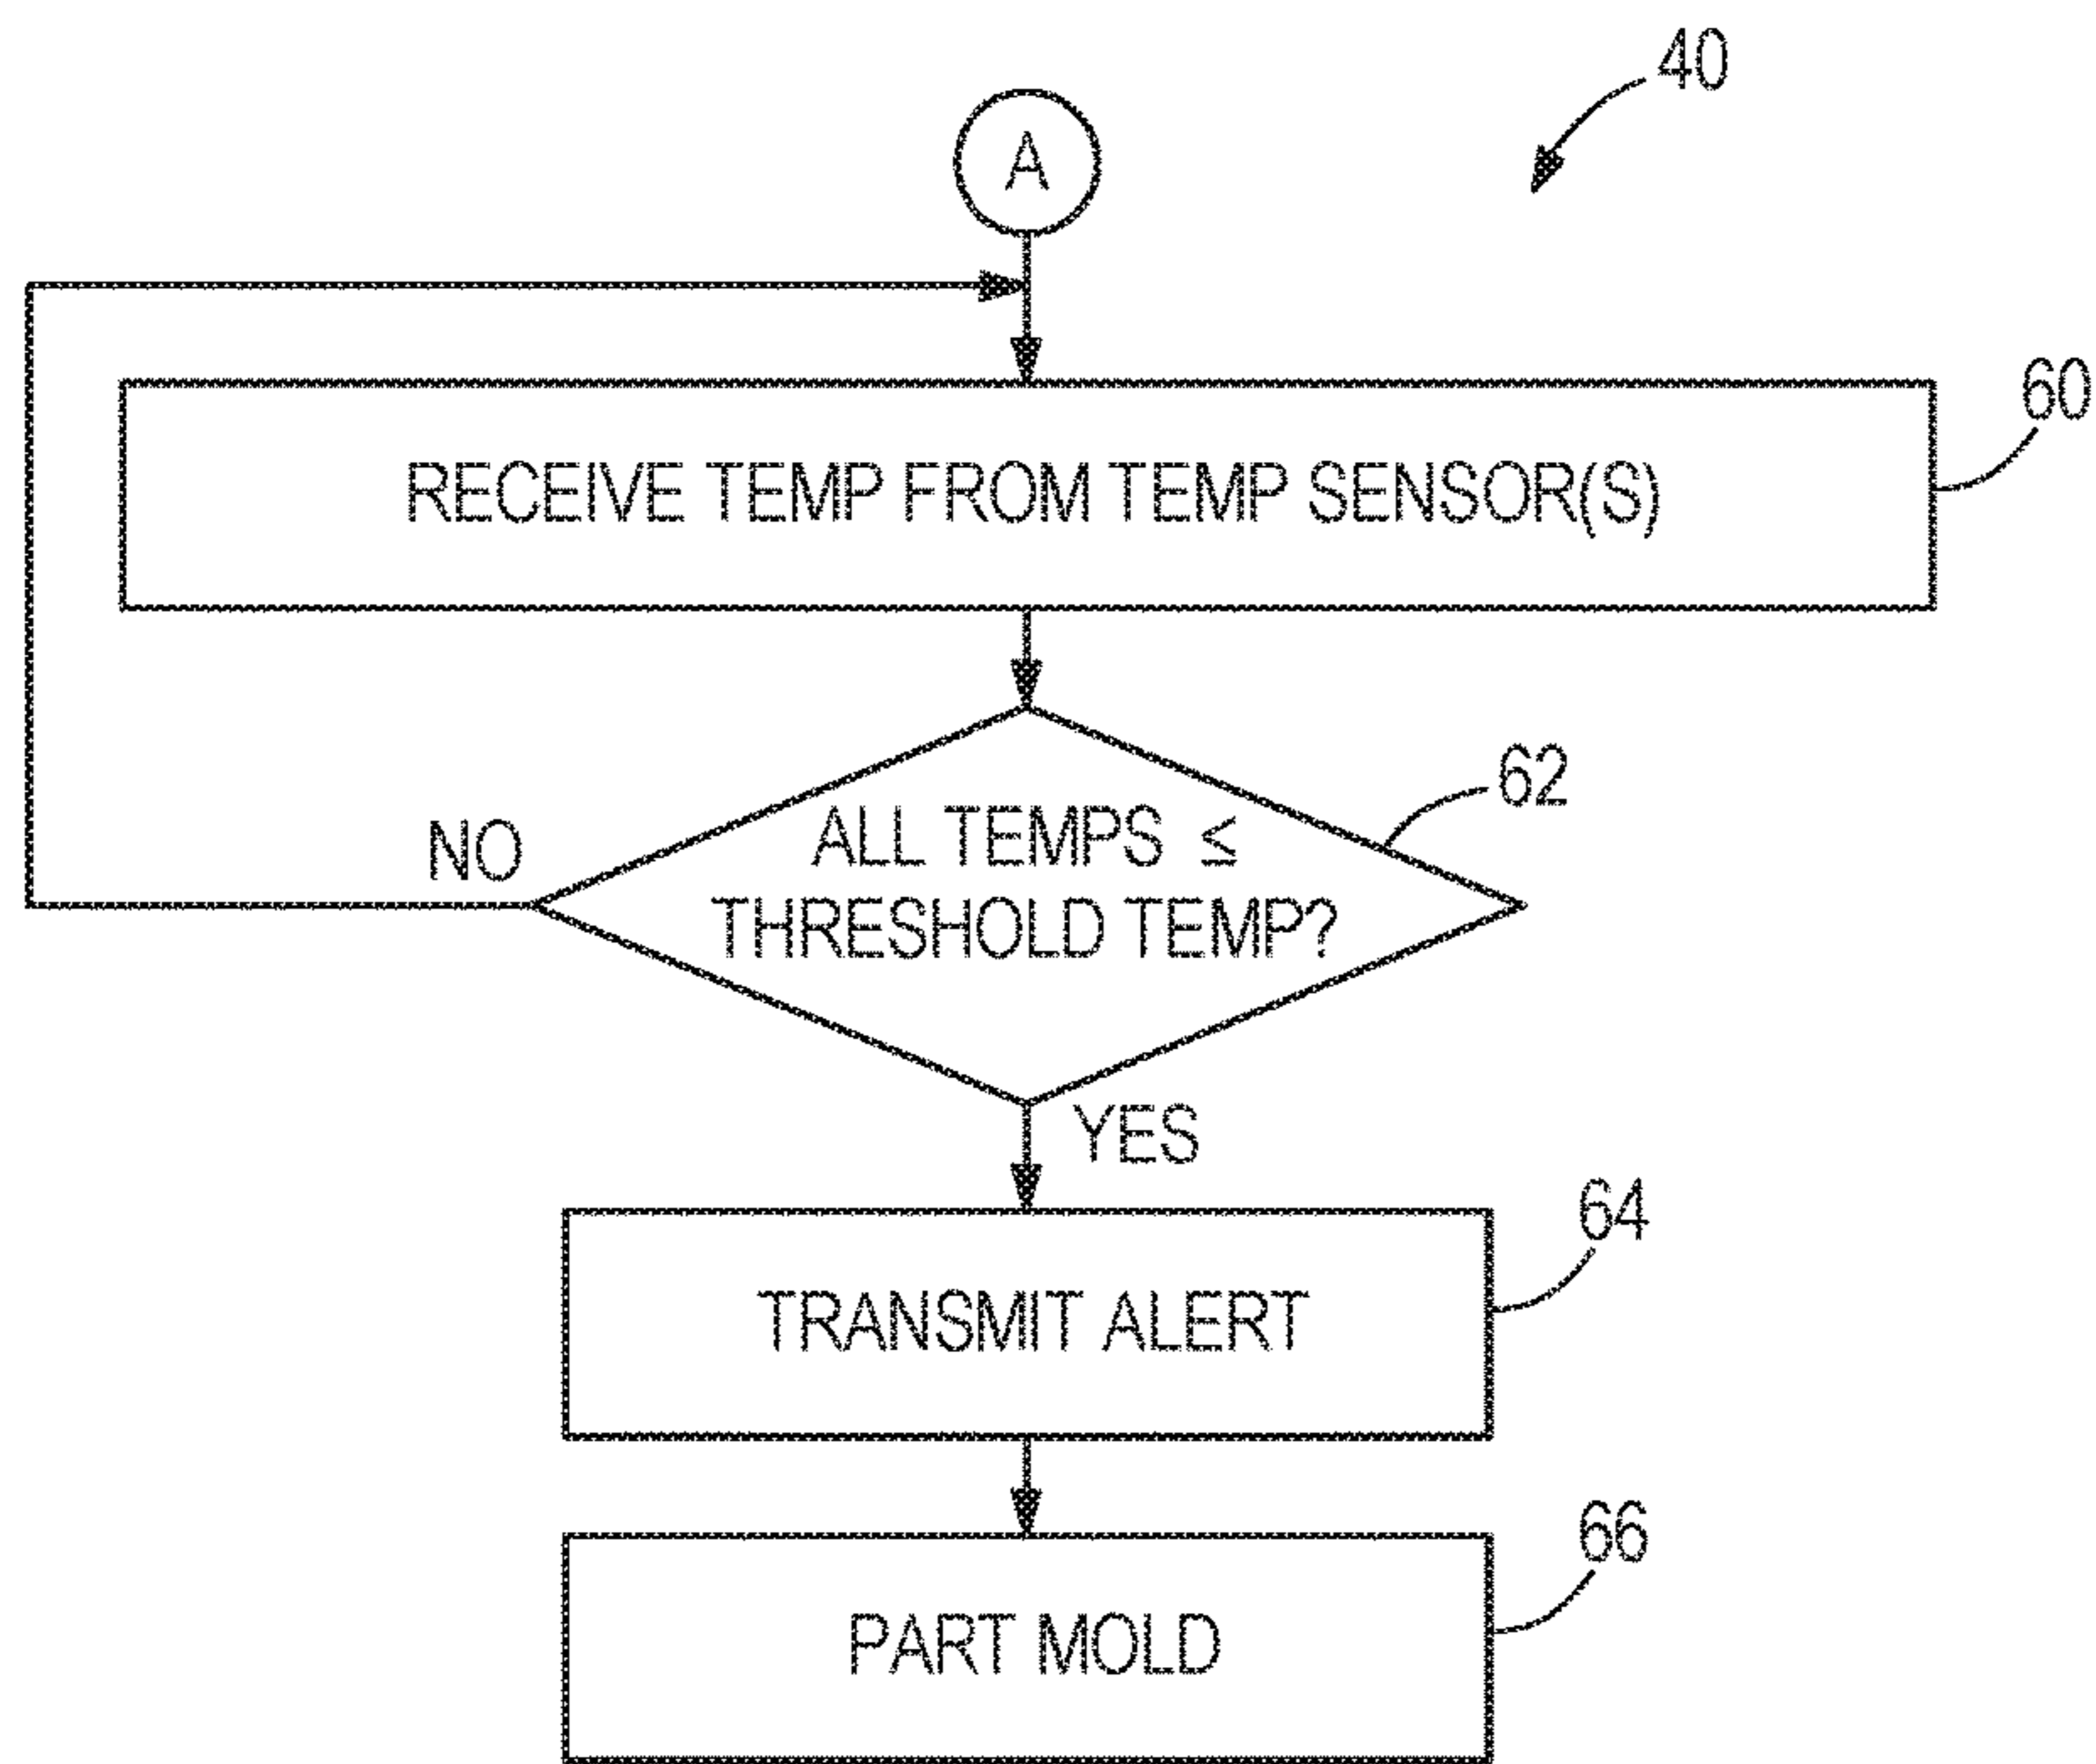 40
A
60
RECEIVE TEMP FROM TEMP SENSOR(S)
62
NO
ALL TEMPS ≤
THRESHOLD TEMP?
YES
64
TRANSMIT ALERT
66
PART MOLD